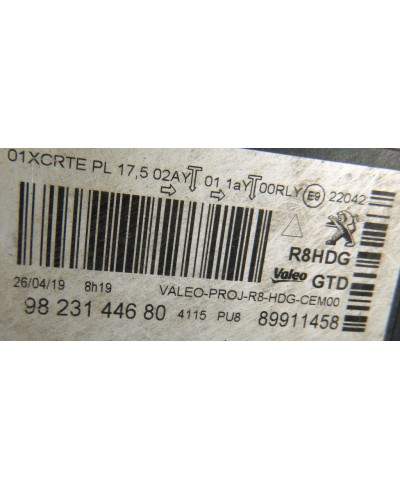 01XCRTE PL 17,5 02AY 01 1aY 00RLY E9 22042
R8HDG
Valeo GTD
26/04/19 8h19 VALEO-PROJ-R8-HDG-CEM00
98 231 446 80 4115 PU8 89911458